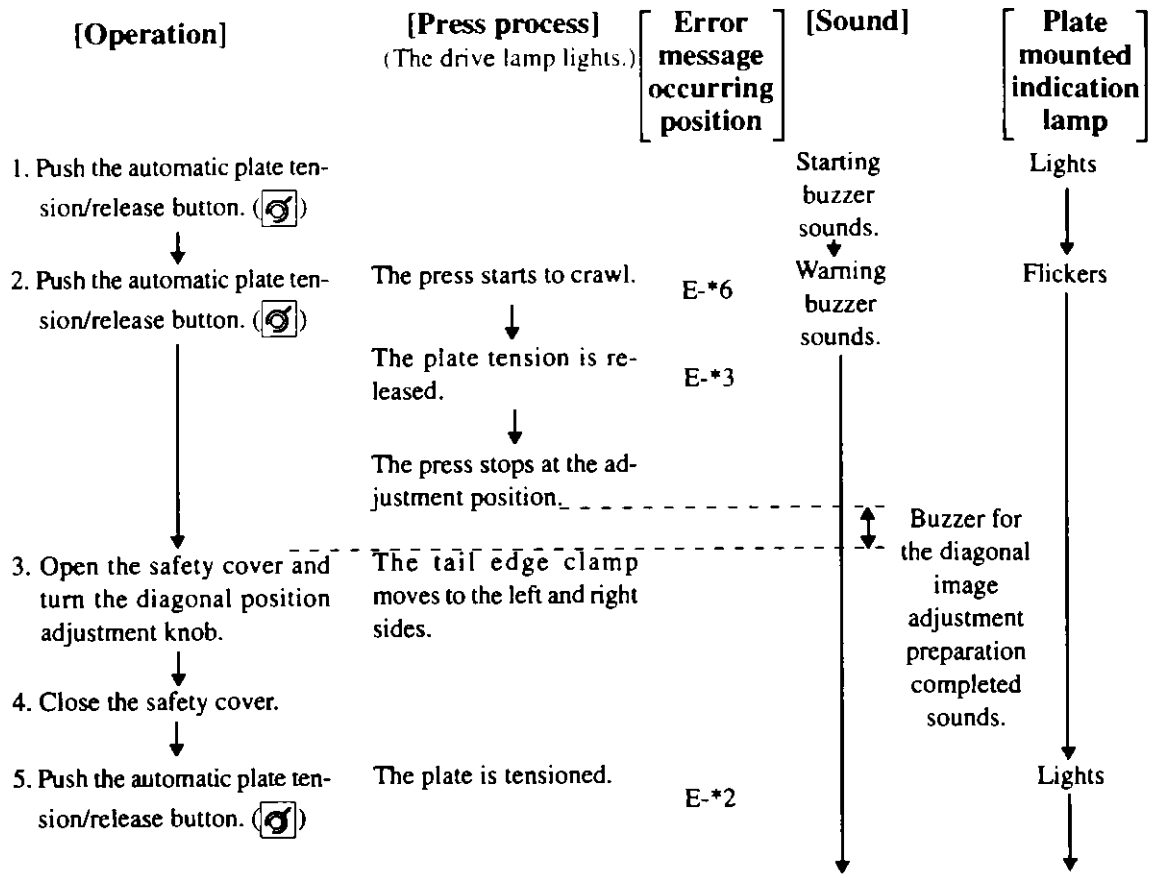 [Operation]
[Press process]
(The drive lamp lights.)
[Error
message
occurring
position]
[Sound]
[Plate
mounted
indication
lamp]
1. Push the automatic plate ten-
sion/release button. ( )
Starting
buzzer
sounds.
Lights
2. Push the automatic plate ten-
sion/release button. ( )
The press starts to crawl.
E-*6
Warning
buzzer
sounds.
Flickers
The plate tension is re-
leased.
E-*3
The press stops at the ad-
justment position.
Buzzer for
the diagonal
image
adjustment
preparation
completed
sounds.
3. Open the safety cover and
turn the diagonal position
adjustment knob.
The tail edge clamp
moves to the left and right
sides.
4. Close the safety cover.
5. Push the automatic plate ten-
sion/release button. ( )
The plate is tensioned.
E-*2
Lights